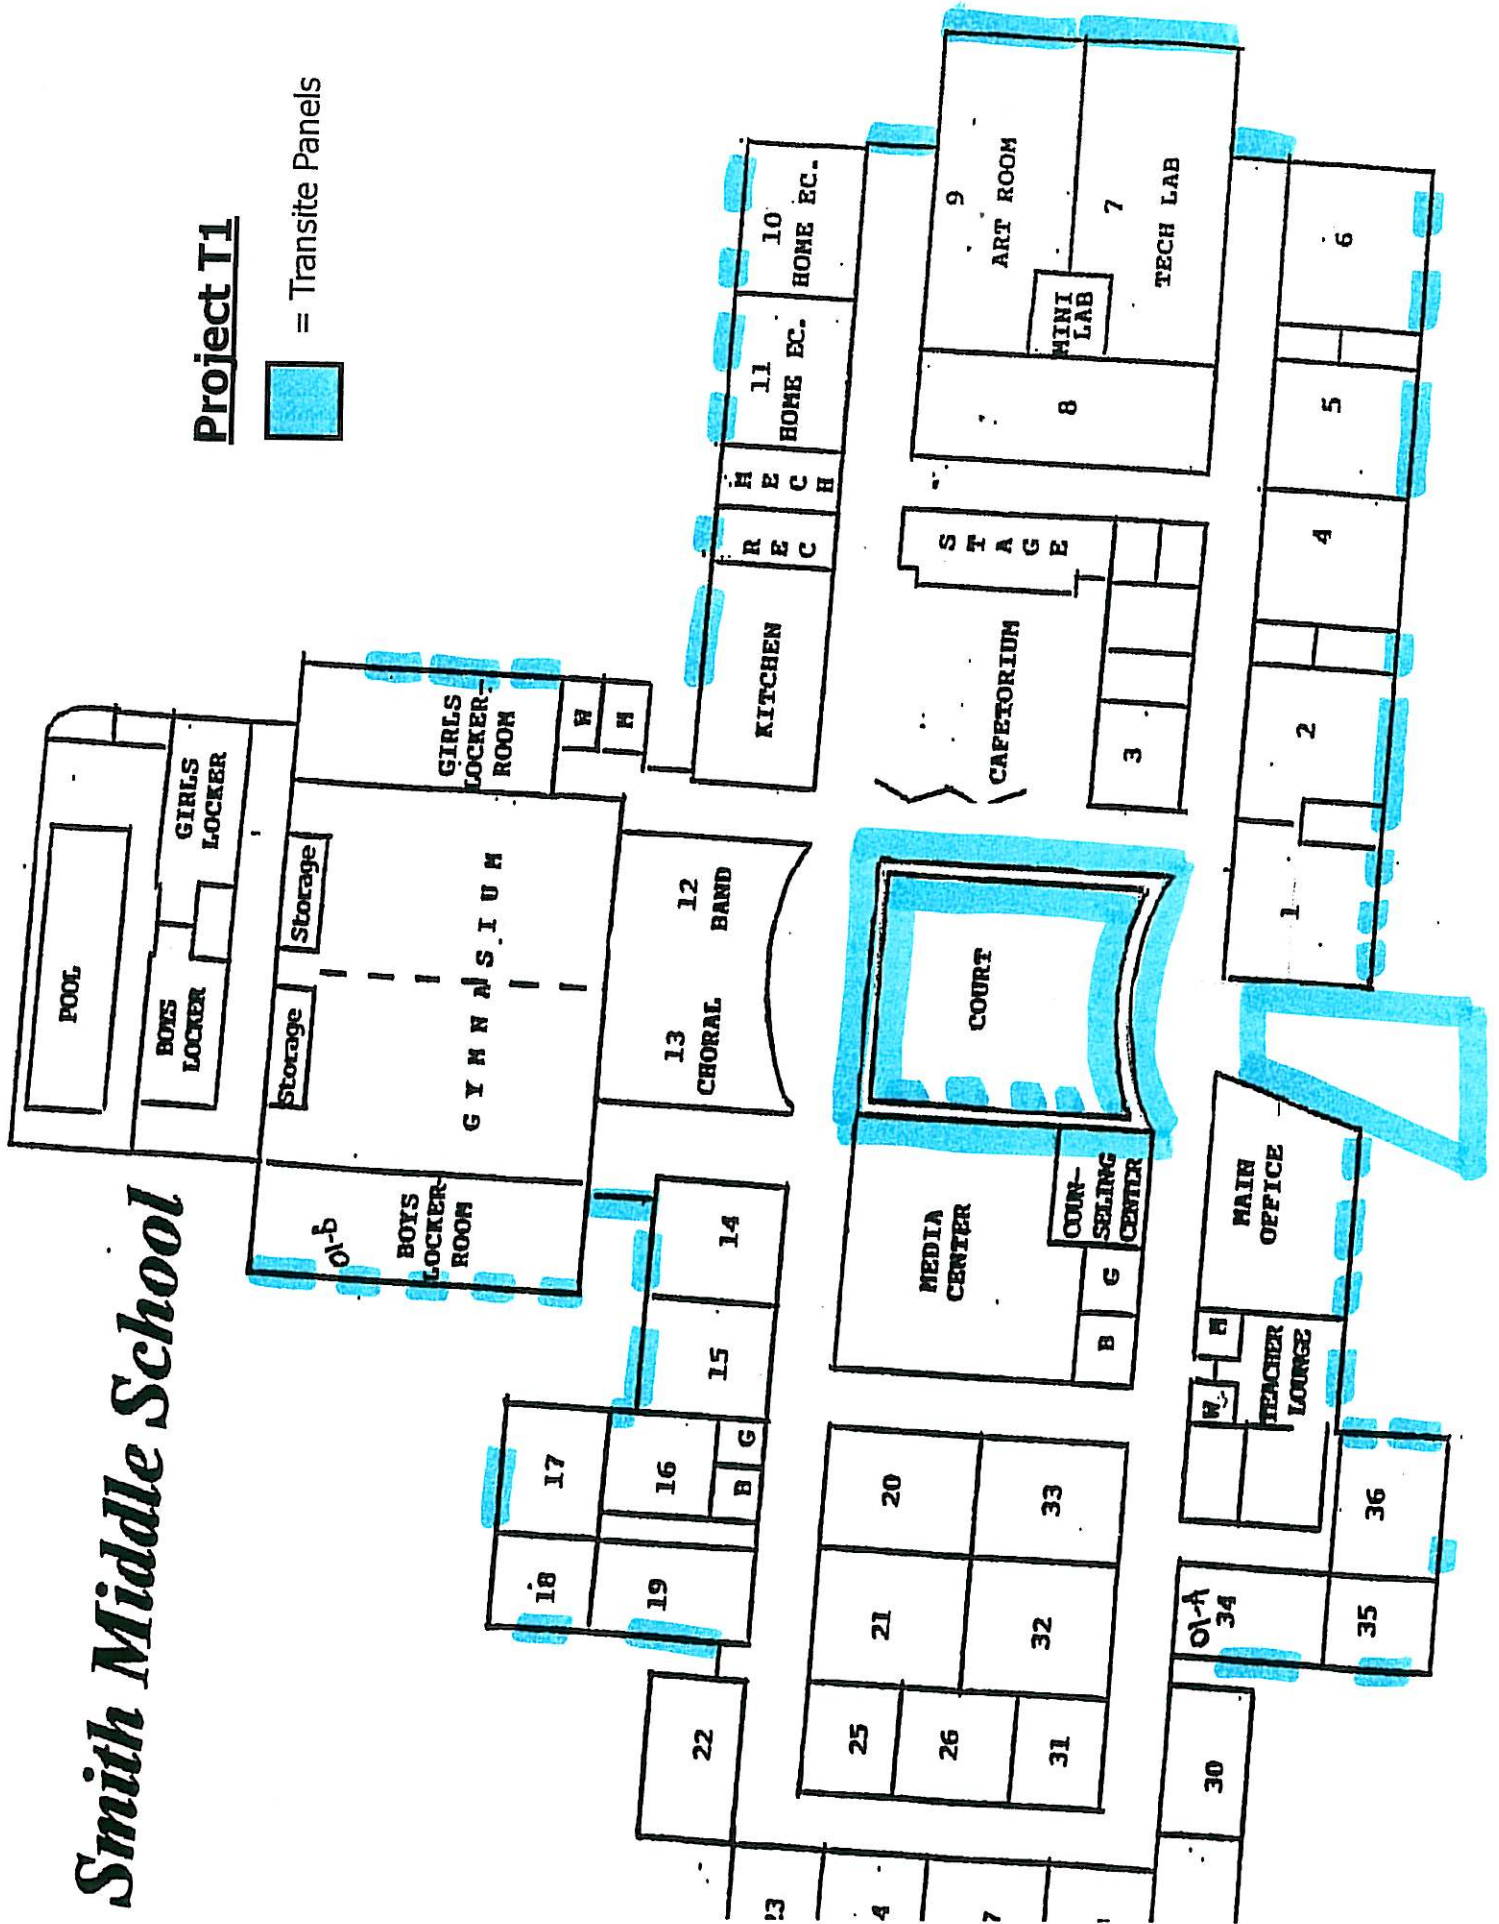 Smith Middle School
Project T1
= Transite Panels
POOL
BOYS
LOCKER
GIRLS
LOCKER
Storage
Storage
GYMNASIUM
BOYS
LOCKER-
ROOM
GIRLS
LOCKER-
ROOM
W
M
13
CHORAL
12
BAND
KITCHEN
REC
MECH
11
HOME EC.
10
HOME EC.
9
ART ROOM
MINI
LAB
7
TECH LAB
8
STAGE
CAFETORIUM
3
COURT
MEDIA
CENTER
COUN-
SELING
CENTER
B
G
14
15
17
16
B
G
18
19
22
20
33
21
32
25
26
31
MAIN
OFFICE
TEACHER
LOUNGE
W
M
36
34
35
30
1
2
4
5
6
4
7